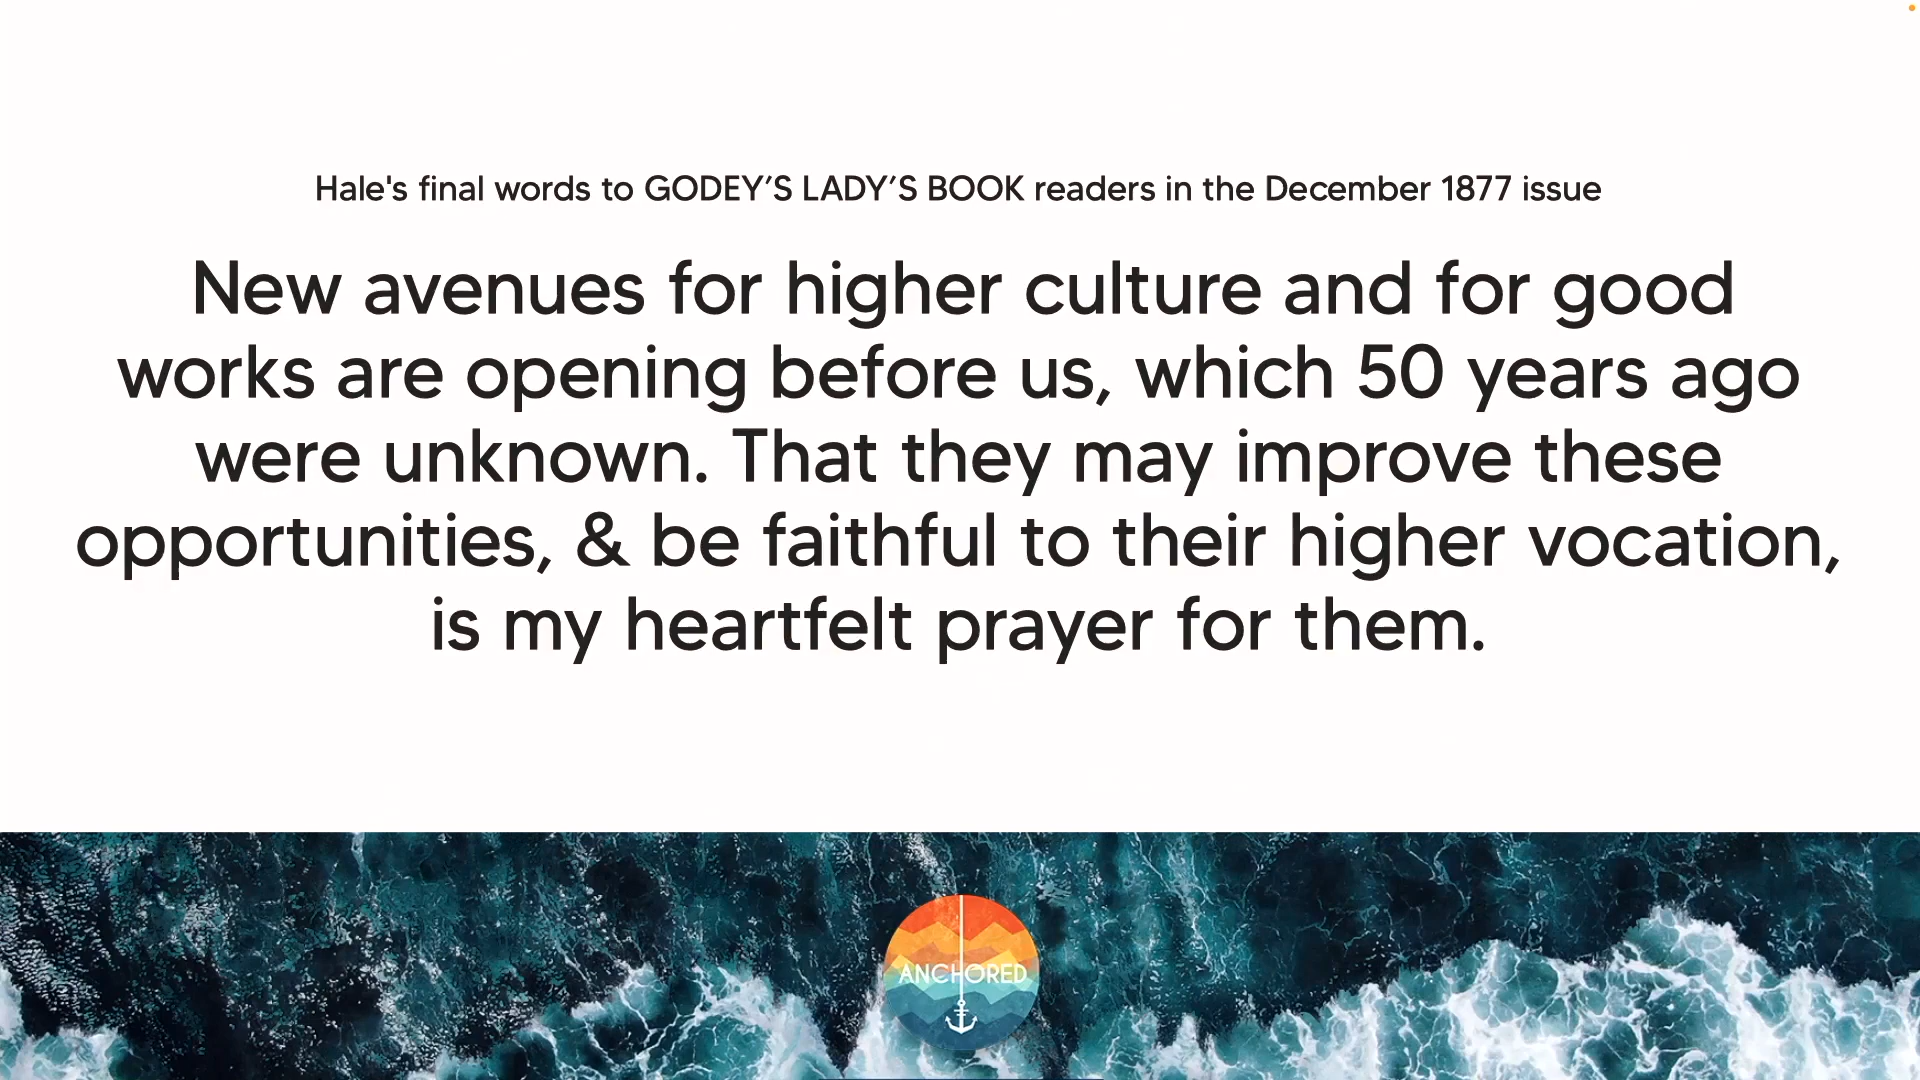 Hale's final words to GODEY’S LADY’S BOOK readers in the December 1877 issue
New avenues for higher culture and for good
works are opening before us, which 50 years ago
were unknown. That they may improve these
opportunities, & be faithful to their higher vocation,
is my heartfelt prayer for them.
ANCHORED